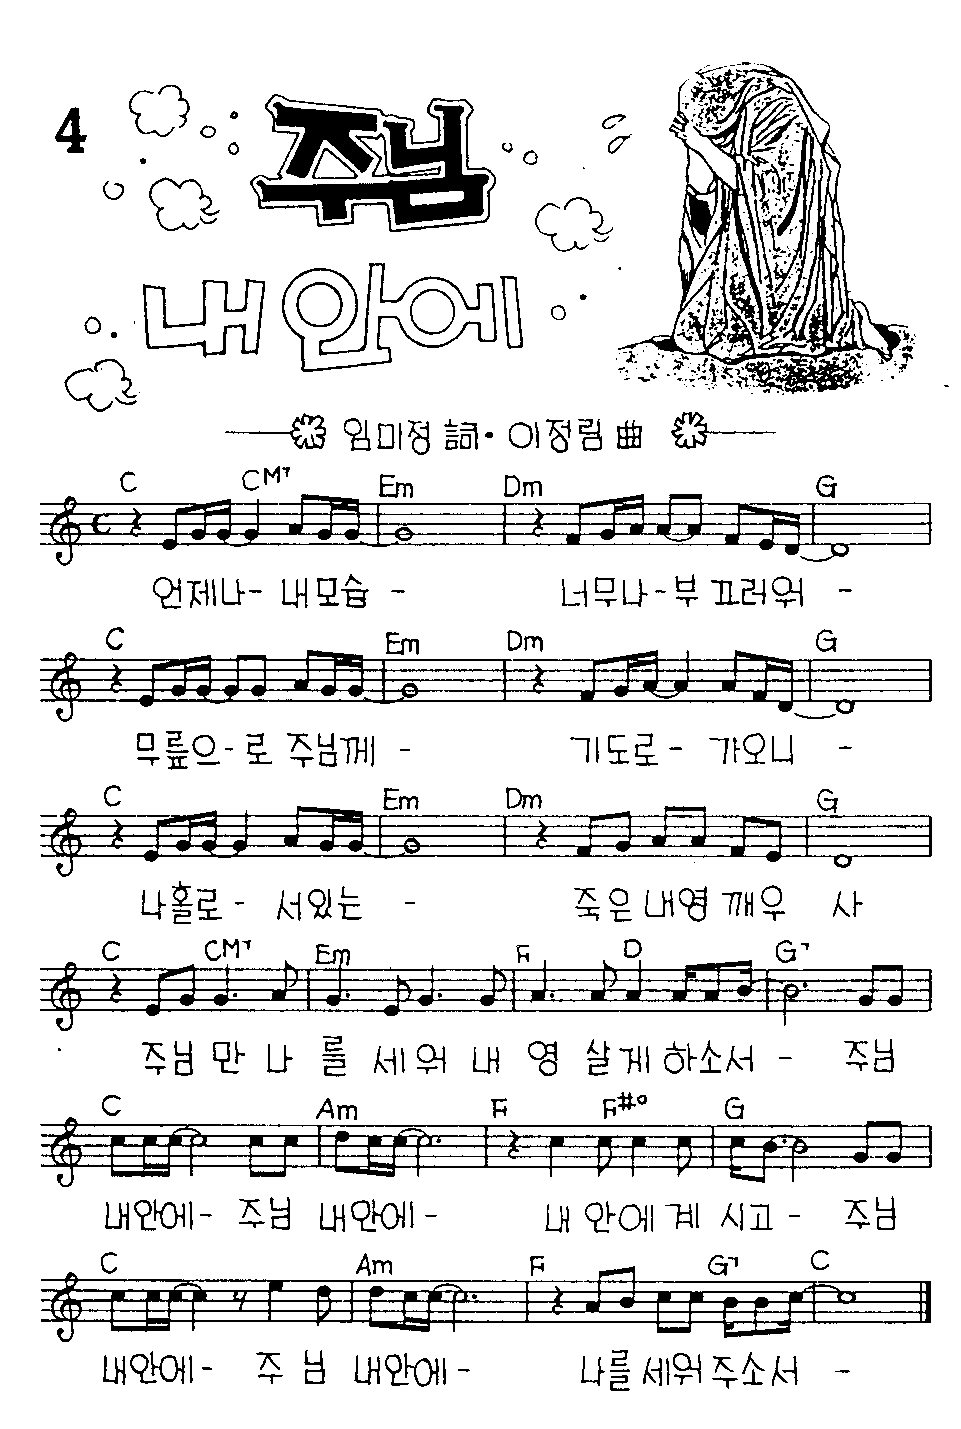 4
주님
내 안에
임미정 詞・이정림 曲
C CM7 Em Dm G
언제나- 내모습 - 너무나-부 끄러워 -
C Em Dm G
무릎으-로 주님께 - 기도로- 가오니 -
C Em Dm G
나홀로- 서있는 - 죽은내영 깨우 사
C CM7 Em F D G7
주님 만 나 를 세워 내 영 살게 하소서 - 주님
C Am F F#° G
내안에- 주님 내안에- 내 안에계 시고 - 주님
C Am F G7 C
내안에- 주 님 내안에- 나를세워주소서 -